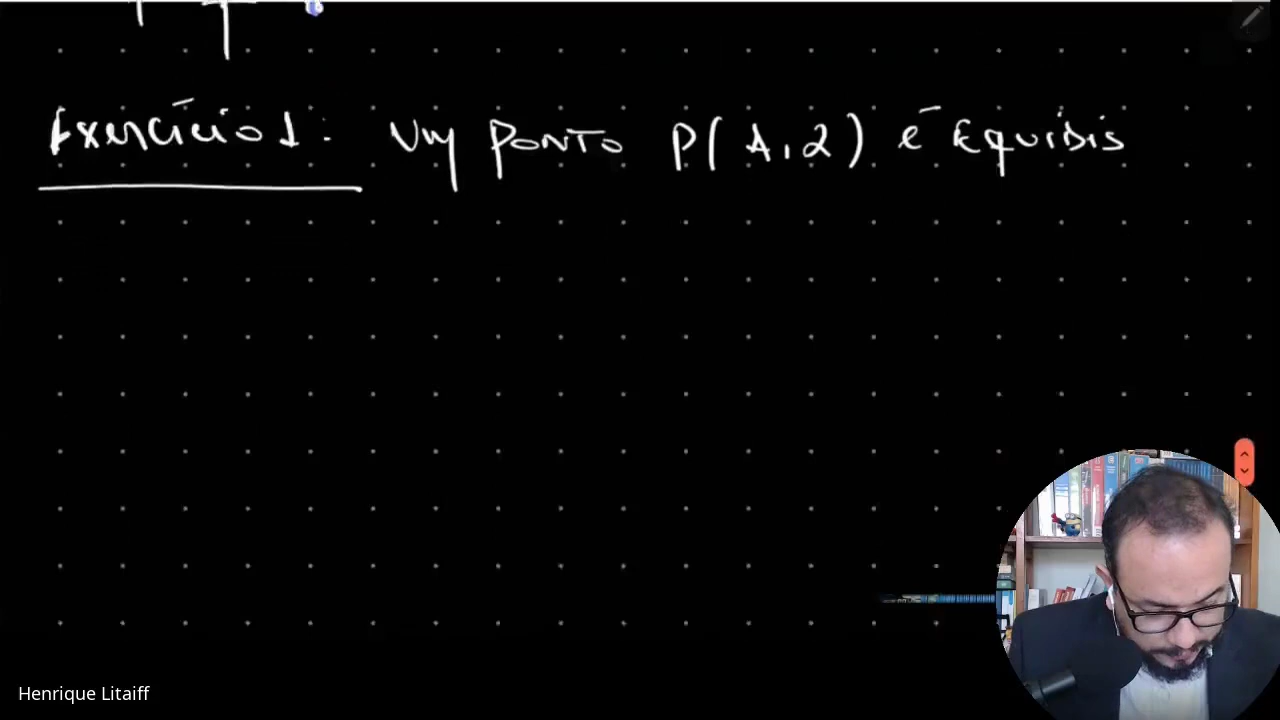 Exercício 1: Um ponto P(A,2) é Equidis
Henrique Litaiff